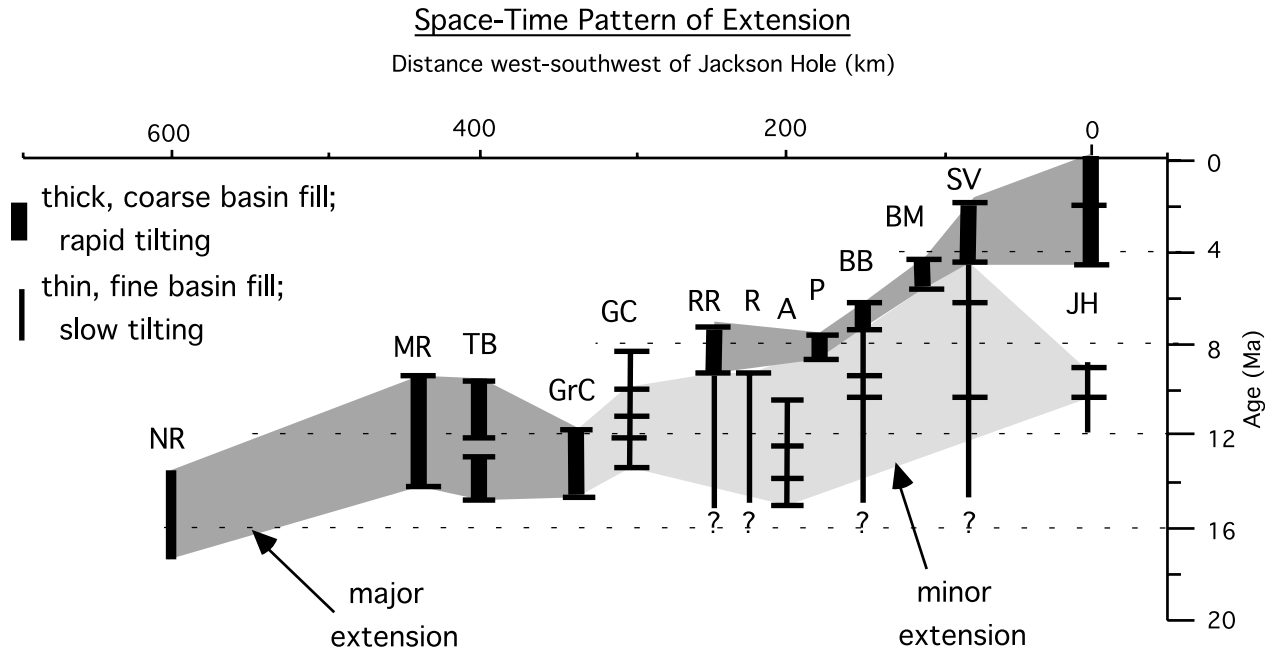 Space-Time Pattern of Extension
Distance west-southwest of Jackson Hole (km)
600 400 200 0
0
thick, coarse basin fill;
rapid tilting
SV
BM
4
BB
thin, fine basin fill;
slow tilting
RR R A P
GC
JH
MR TB
8
GrC
Age (Ma)
NR
12
? ? ? ?
16
major
extension
minor
extension
20